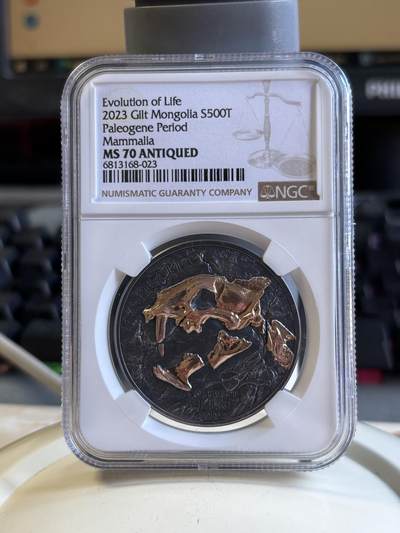 Evolution of Life
2023 Gilt Mongolia S500T
Paleogene Period
Mammalia
MS 70 ANTIQUED
6813168-023
NUMISMATIC GUARANTY COMPANY
NGC
PHI